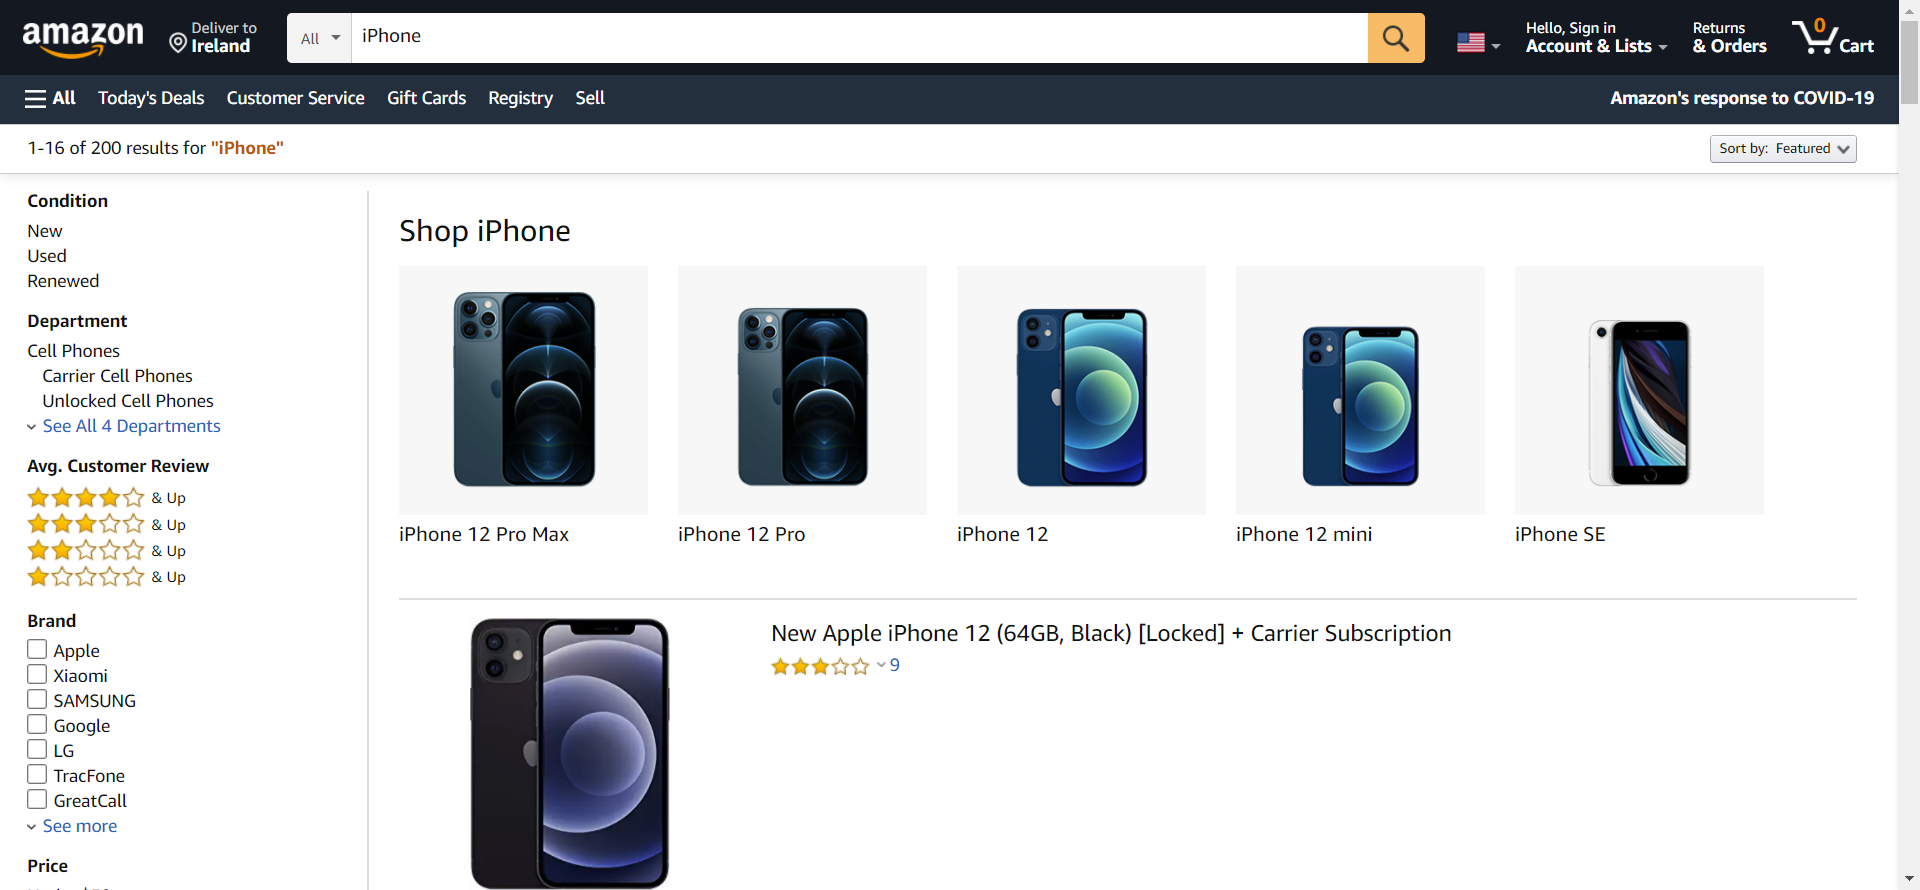 amazon
Deliver to
Ireland
All
iPhone
Hello, Sign in
Account & Lists
Returns
& Orders
0
Cart
All
Today's Deals
Customer Service
Gift Cards
Registry
Sell
Amazon's response to COVID-19
1-16 of 200 results for "iPhone"
Sort by: Featured
Condition
New
Used
Renewed
Department
Cell Phones
Carrier Cell Phones
Unlocked Cell Phones
See All 4 Departments
Avg. Customer Review
& Up
& Up
& Up
& Up
Brand
Apple
Xiaomi
SAMSUNG
Google
LG
TracFone
GreatCall
See more
Price
Shop iPhone
iPhone 12 Pro Max
iPhone 12 Pro
iPhone 12
iPhone 12 mini
iPhone SE
New Apple iPhone 12 (64GB, Black) [Locked] + Carrier Subscription
9